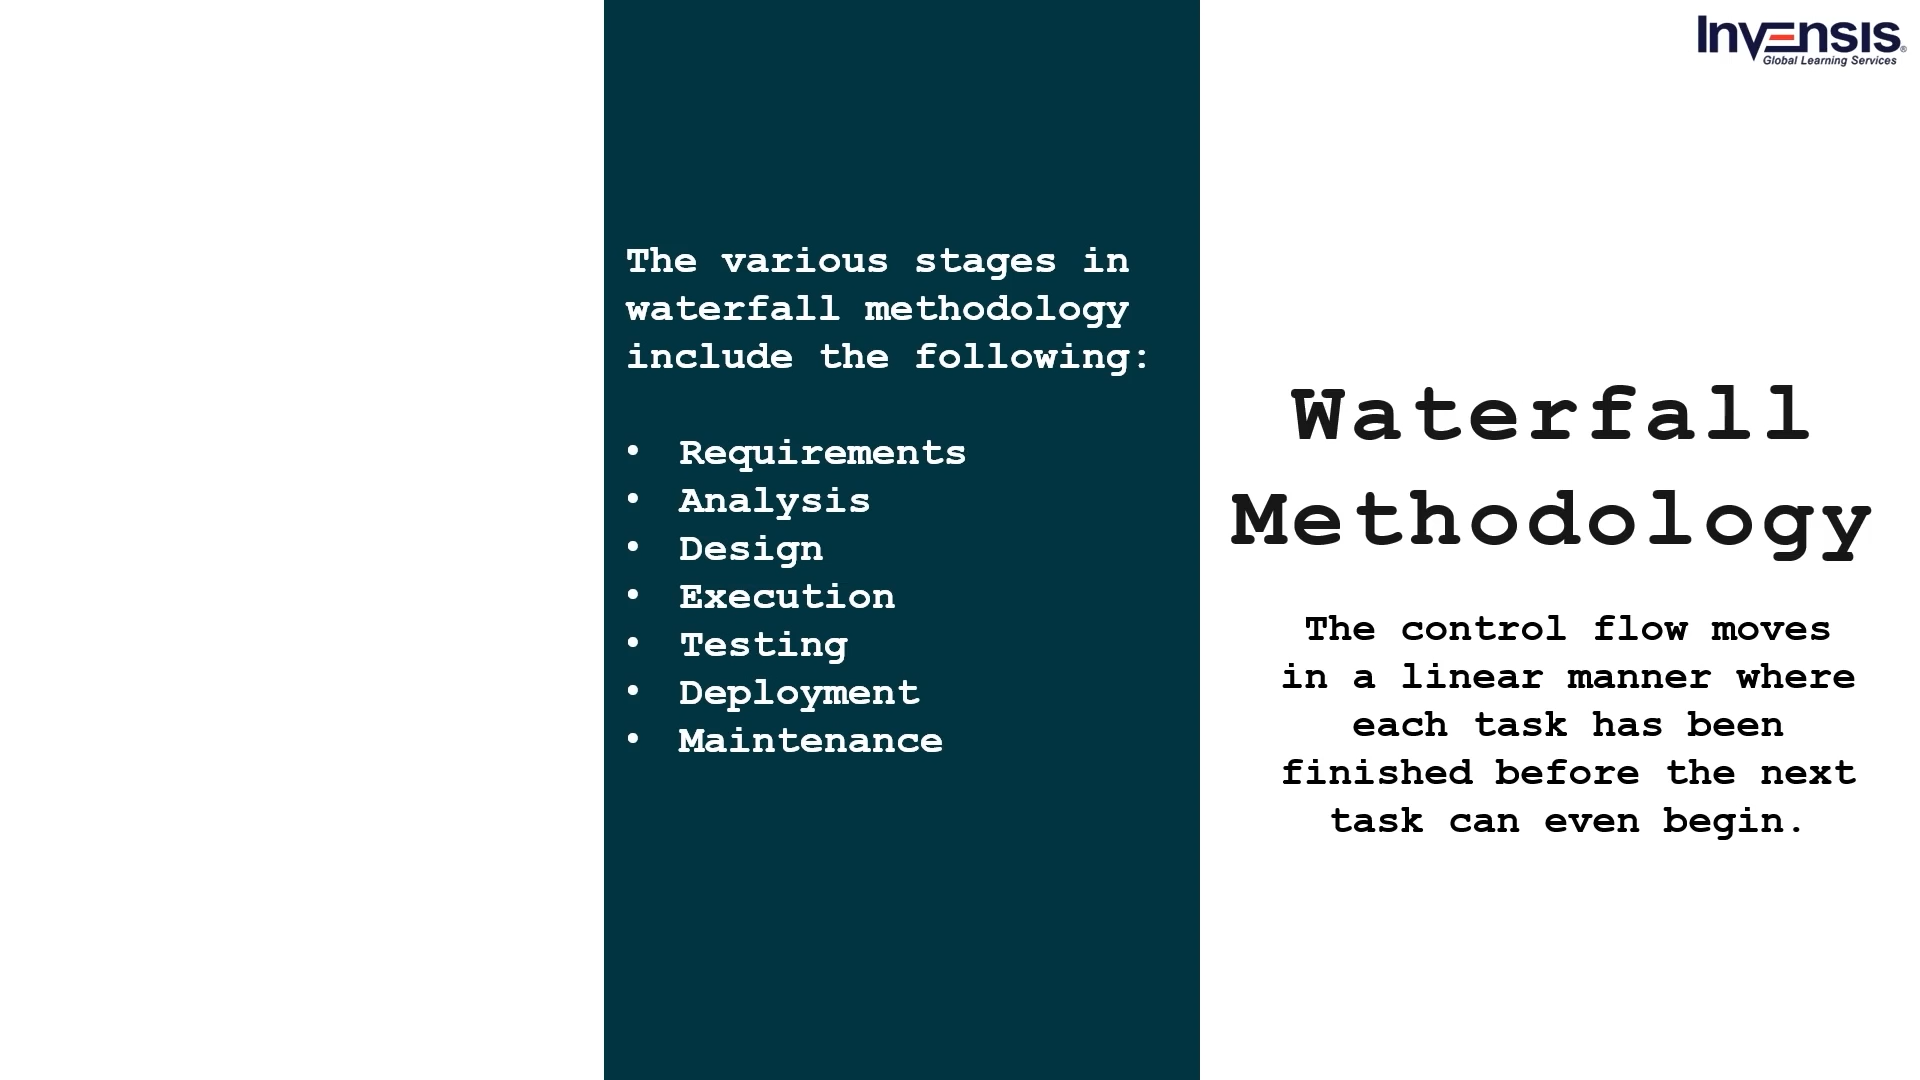 Invensis®
Global Learning Services
The various stages in
waterfall methodology
include the following:
• Requirements
• Analysis
• Design
• Execution
• Testing
• Deployment
• Maintenance
Waterfall
Methodology
The control flow moves
in a linear manner where
each task has been
finished before the next
task can even begin.